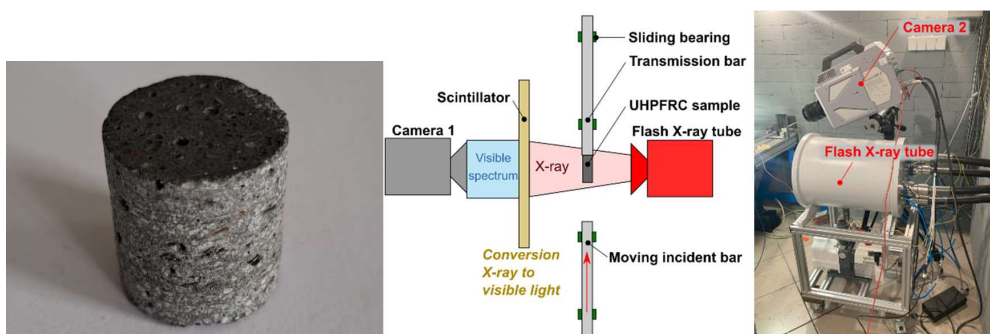 Sliding bearing
Transmission bar
Scintillator
UHPFRC sample
Camera 1
Flash X-ray tube
Visible
spectrum
X-ray
Conversion
X-ray to
visible light
Moving incident bar
Camera 2
Flash X-ray tube